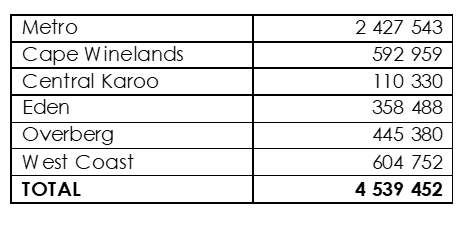 Metro 2 427 543
Cape Winelands 592 959
Central Karoo 110 330
Eden 358 488
Overberg 445 380
West Coast 604 752
TOTAL 4 539 452